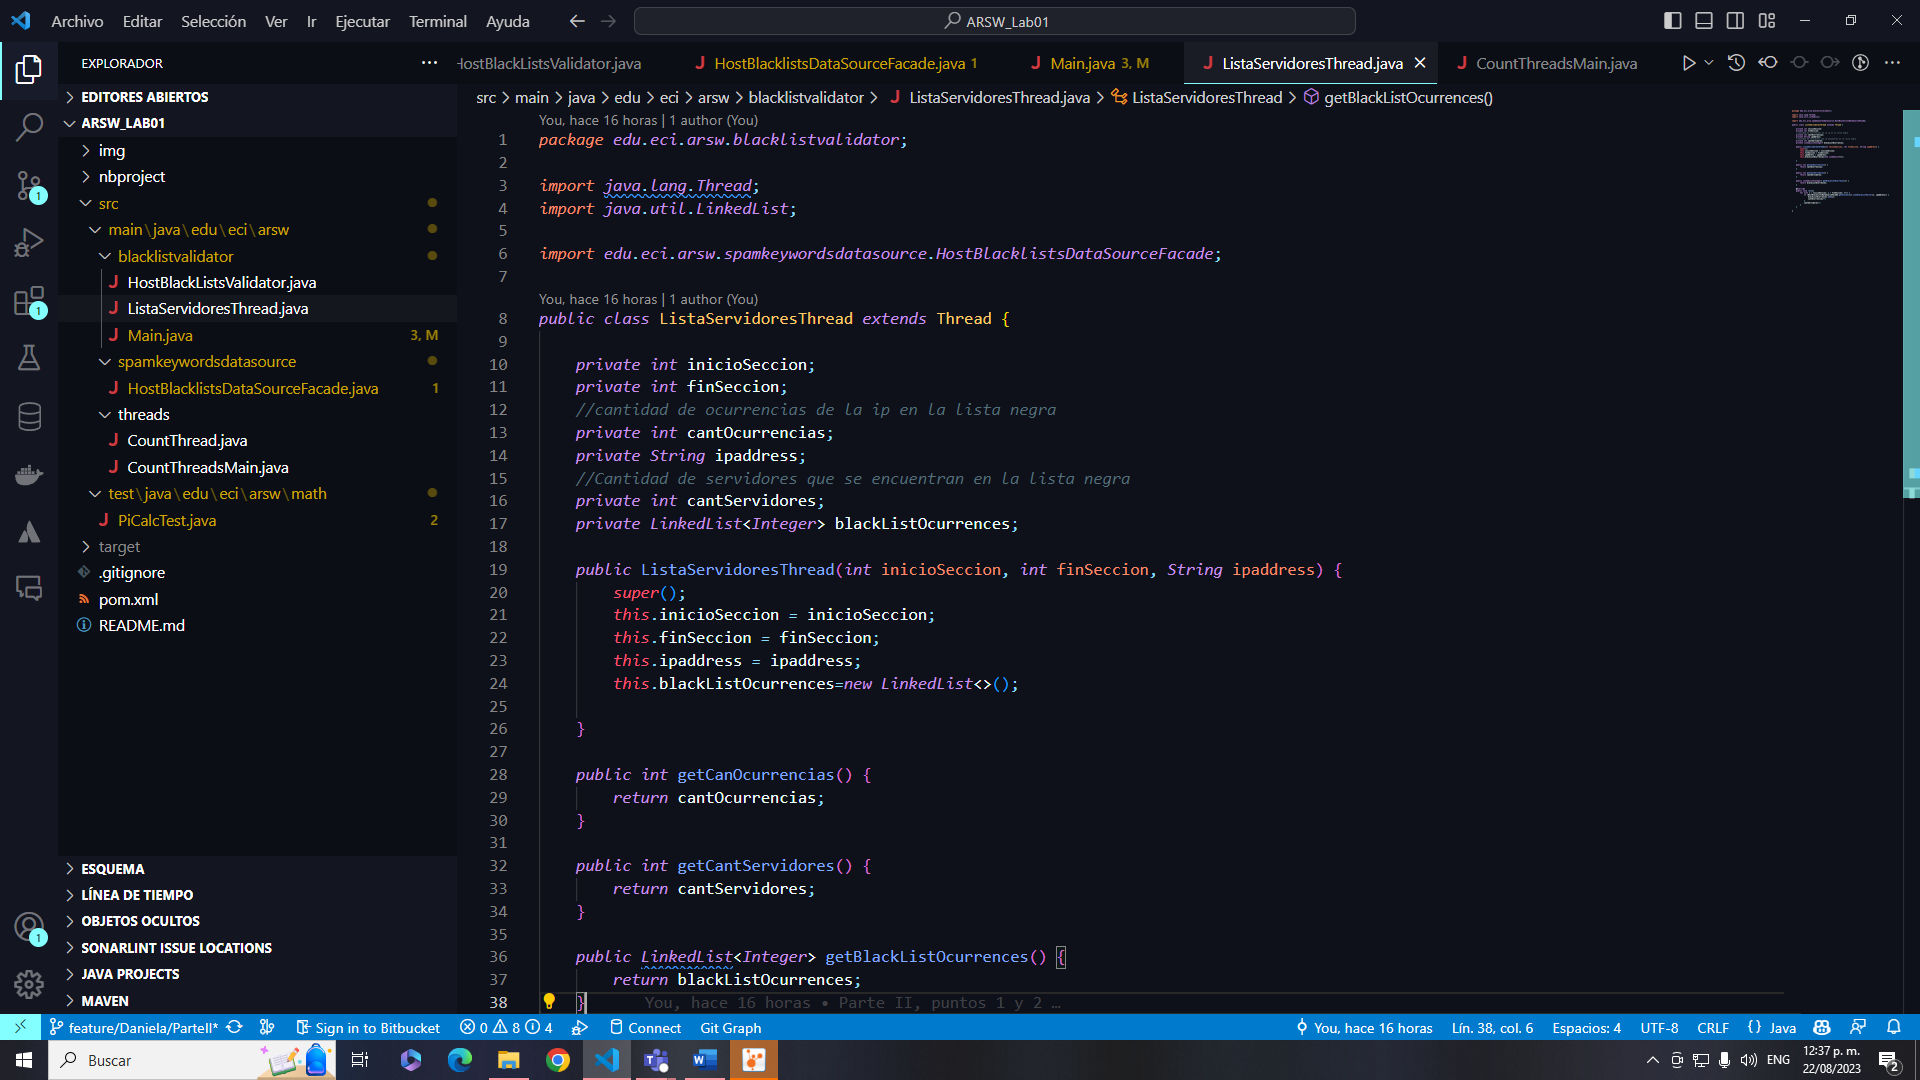 Archivo Editar Selección Ver Ir Ejecutar Terminal Ayuda
ARSW_Lab01
EXPLORADOR
EDITORES ABIERTOS
ARSW_LAB01
img
nbproject
src
main\java\edu\eci\arsw
blacklistvalidator
HostBlackListsValidator.java
ListaServidoresThread.java
Main.java 3, M
spamkeywordsdatasource
HostBlacklistsDataSourceFacade.java 1
threads
CountThread.java
CountThreadsMain.java
test\java\edu\eci\arsw\math
PiCalcTest.java 2
target
.gitignore
pom.xml
README.md
ESQUEMA
LÍNEA DE TIEMPO
OBJETOS OCULTOS
SONARLINT ISSUE LOCATIONS
JAVA PROJECTS
MAVEN
HostBlackListsValidator.java HostBlacklistsDataSourceFacade.java 1 Main.java 3, M ListaServidoresThread.java CountThreadsMain.java
src > main > java > edu > eci > arsw > blacklistvalidator > ListaServidoresThread.java > ListaServidoresThread > getBlackListOcurrences()
You, hace 16 horas | 1 author (You)
1 package edu.eci.arsw.blacklistvalidator;
2
3 import java.lang.Thread;
4 import java.util.LinkedList;
5
6 import edu.eci.arsw.spamkeywordsdatasource.HostBlacklistsDataSourceFacade;
7
You, hace 16 horas | 1 author (You)
8 public class ListaServidoresThread extends Thread {
9
10 private int inicioSeccion;
11 private int finSeccion;
12 //cantidad de ocurrencias de la ip en la lista negra
13 private int cantOcurrencias;
14 private String ipaddress;
15 //Cantidad de servidores que se encuentran en la lista negra
16 private int cantServidores;
17 private LinkedList<Integer> blackListOcurrences;
18
19 public ListaServidoresThread(int inicioSeccion, int finSeccion, String ipaddress) {
20 super();
21 this.inicioSeccion = inicioSeccion;
22 this.finSeccion = finSeccion;
23 this.ipaddress = ipaddress;
24 this.blackListOcurrences=new LinkedList<>();
25
26 }
27
28 public int getCanOcurrencias() {
29 return cantOcurrencias;
30 }
31
32 public int getCantServidores() {
33 return cantServidores;
34 }
35
36 public LinkedList<Integer> getBlackListOcurrences() {
37 return blackListOcurrences;
38 } You, hace 16 horas • Parte II, puntos 1 y 2 …
feature/Daniela/ParteII* Sign in to Bitbucket 0 8 4 Connect Git Graph You, hace 16 horas Lín. 38, col. 6 Espacios: 4 UTF-8 CRLF {} Java
Buscar
ENG
12:37 p. m.
22/08/2023
2